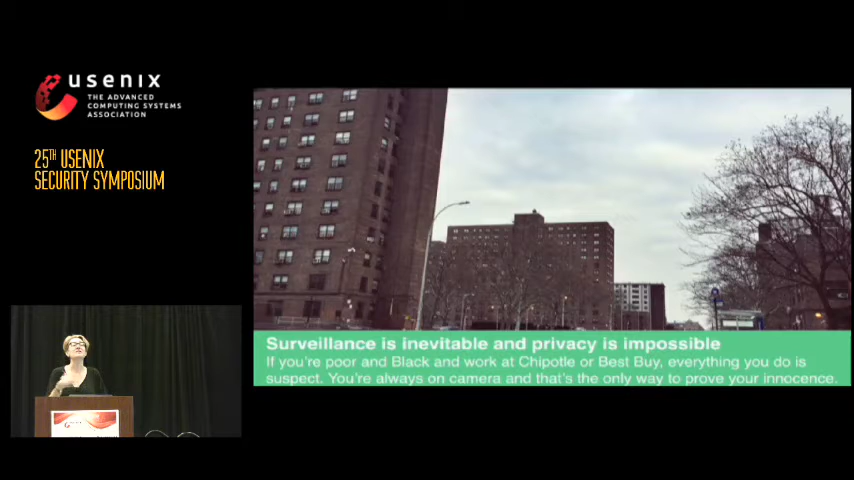 usenix
THE ADVANCED
COMPUTING SYSTEMS
ASSOCIATION
25TH USENIX
SECURITY SYMPOSIUM
Surveillance is inevitable and privacy is impossible
If you're poor and Black and work at Chipotle or Best Buy, everything you do is
suspect. You're always on camera and that's the only way to prove your innocence.